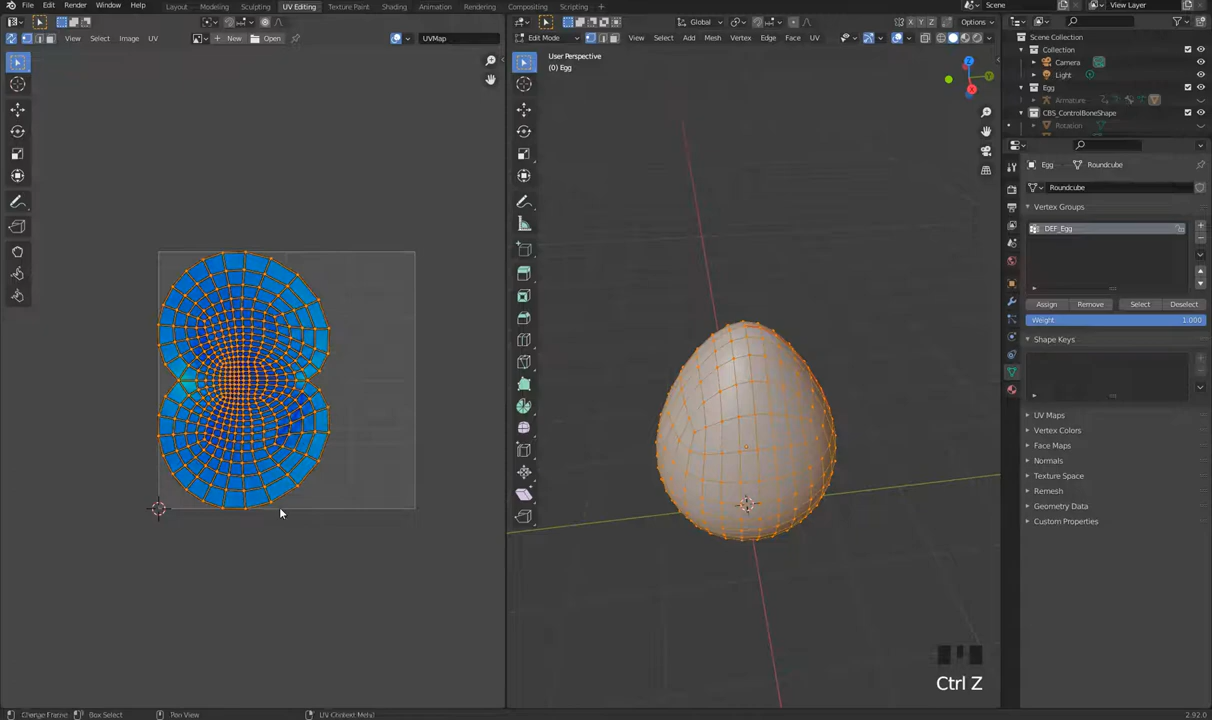 File Edit Render Window Help Layout Modeling Sculpting UV Editing Texture Paint Shading Animation Rendering Compositing Scripting Scene View Layer
Global Options
View Select Image UV New Open UVMap Edit Mode View Select Add Mesh Vertex Edge Face UV X Y Z
User Perspective
(0) Egg
Z
Y
X
Scene Collection
Collection
Camera
Light
Egg
Armature
CBS_ControlBoneShape
Rotation
Egg Roundcube
Roundcube
Vertex Groups
DEF_Egg
Assign Remove Select Deselect
Weight 1.000
Shape Keys
UV Maps
Vertex Colors
Face Maps
Normals
Texture Space
Remesh
Geometry Data
Custom Properties
Ctrl Z
Change Frame Box Select Pan View UV Context Menu 2.92.0